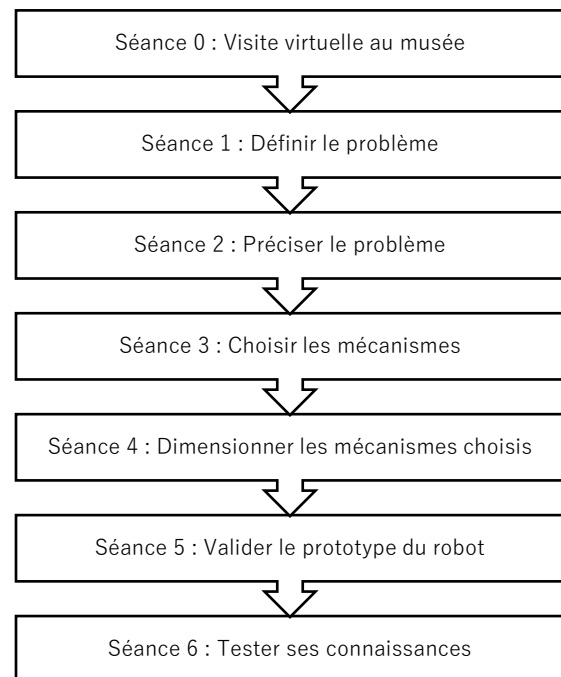 Séance 0 : Visite virtuelle au musée
Séance 1 : Définir le problème
Séance 2 : Préciser le problème
Séance 3 : Choisir les mécanismes
Séance 4 : Dimensionner les mécanismes choisis
Séance 5 : Valider le prototype du robot
Séance 6 : Tester ses connaissances